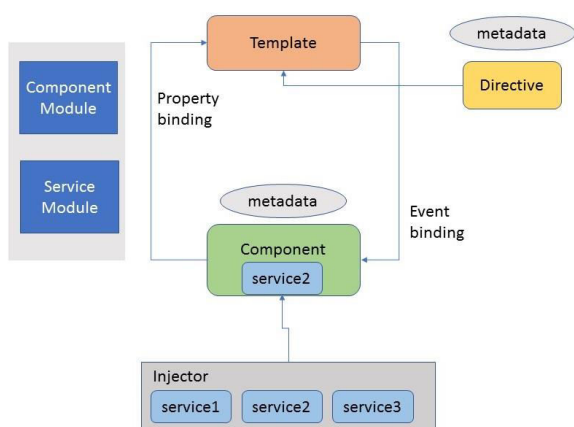 Template
metadata
Directive
Component
Module
Property
binding
Service
Module
metadata
Event
binding
Component
service2
Injector
service1
service2
service3